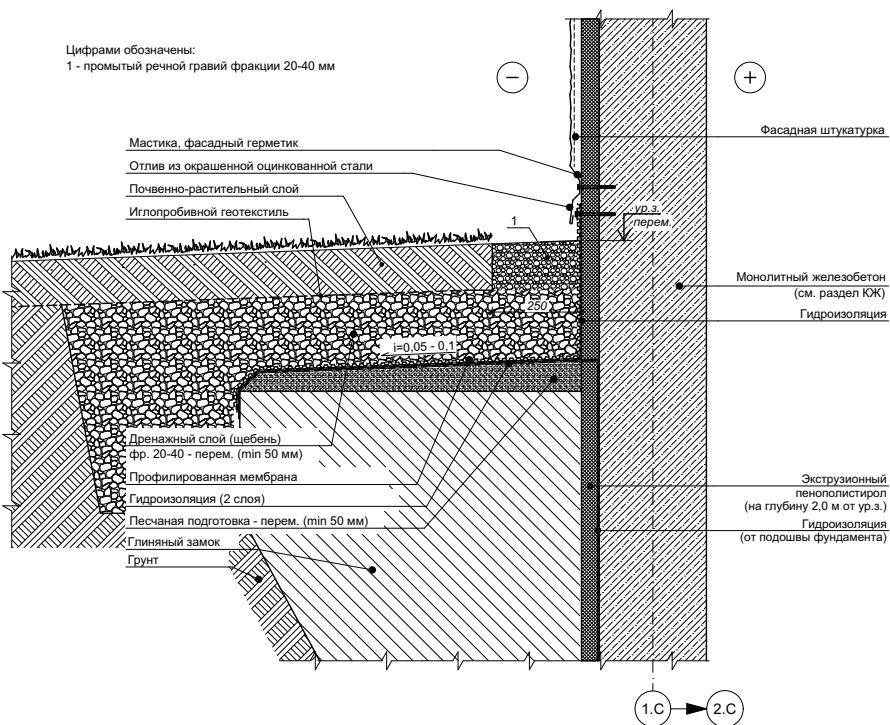 Цифрами обозначены:
1 - промытый речной гравий фракции 20-40 мм
−
+
Фасадная штукатурка
Мастика, фасадный герметик
Отлив из окрашенной оцинкованной стали
Почвенно-растительный слой
Иглопробивной геотекстиль
1
ур.з.
перем.
Монолитный железобетон
(см. раздел КЖ)
250
Гидроизоляция
i=0.05 - 0,1
Дренажный слой (щебень)
фр. 20-40 - перем. (min 50 мм)
Профилированная мембрана
Гидроизоляция (2 слоя)
Песчаная подготовка - перем. (min 50 мм)
Глиняный замок
Грунт
Экструзионный
пенополистирол
(на глубину 2,0 м от ур.з.)
Гидроизоляция
(от подошвы фундамента)
1.С
2.С